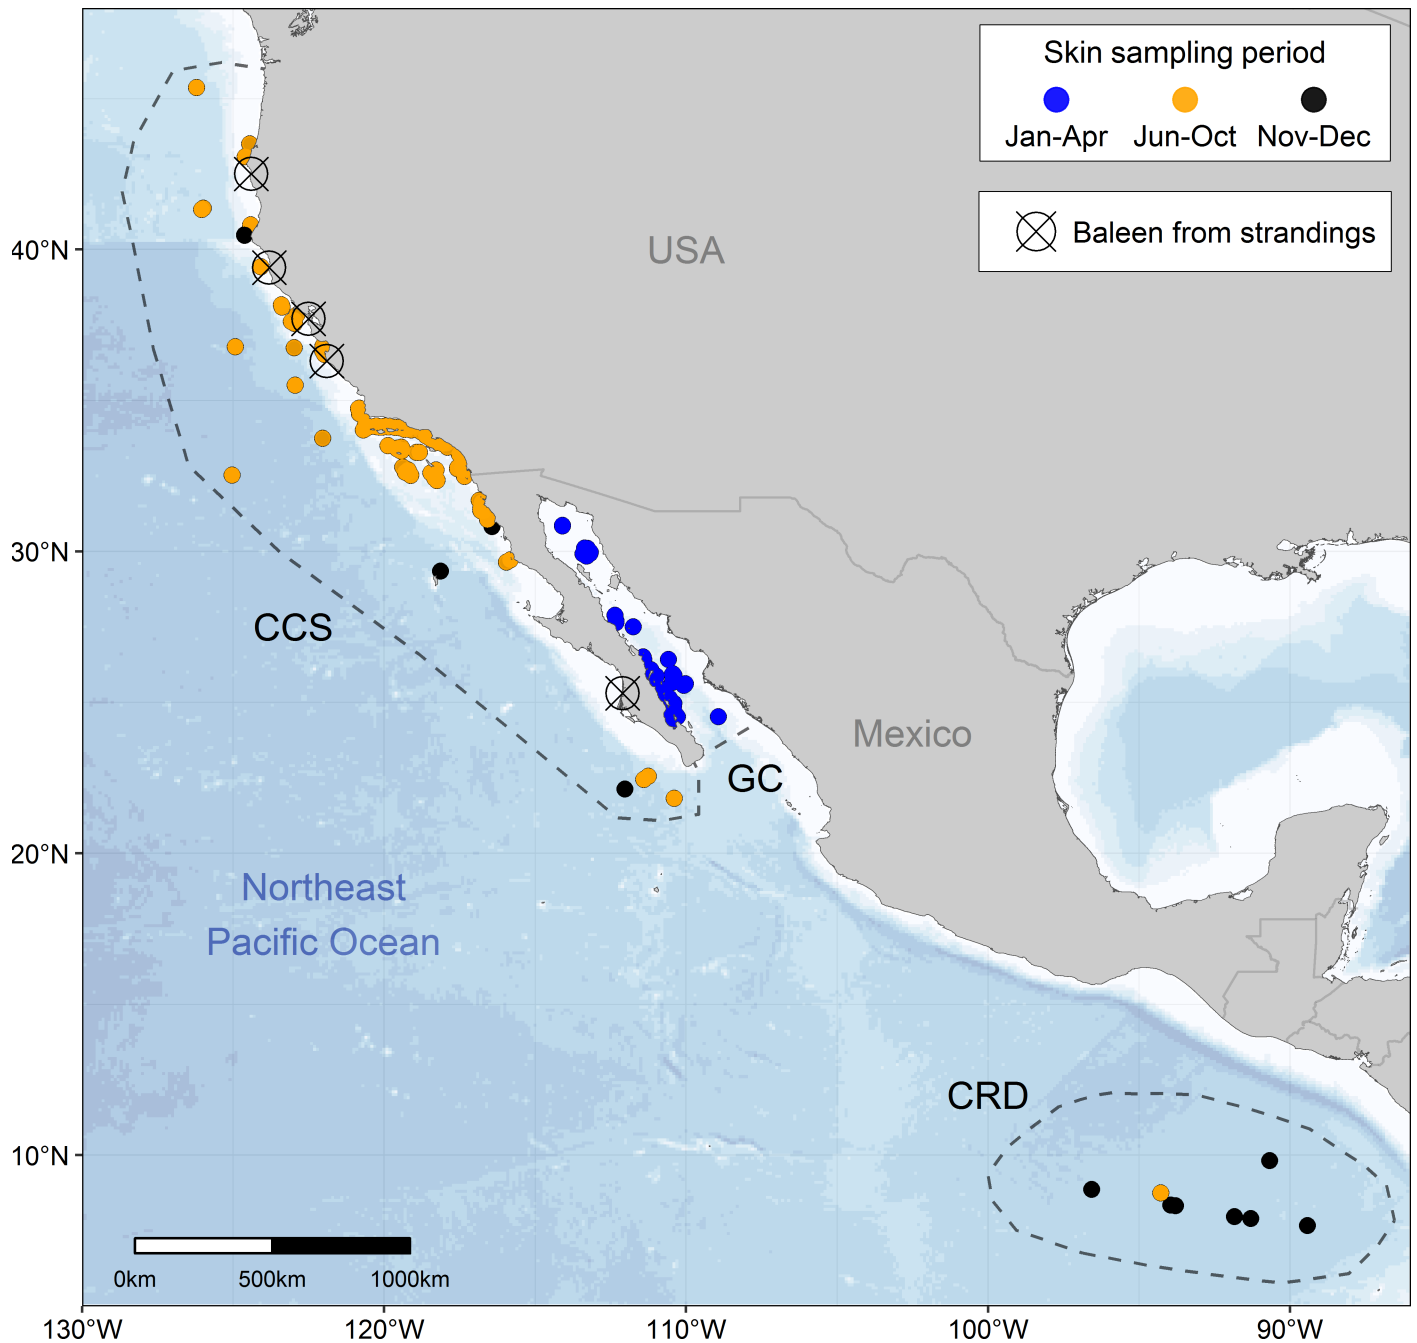 Skin sampling period
Jan-Apr Jun-Oct Nov-Dec
Baleen from strandings
USA
40°N
30°N
CCS
Mexico
GC
20°N
Northeast
Pacific Ocean
CRD
10°N
0km 500km 1000km
130°W 120°W 110°W 100°W 90°W